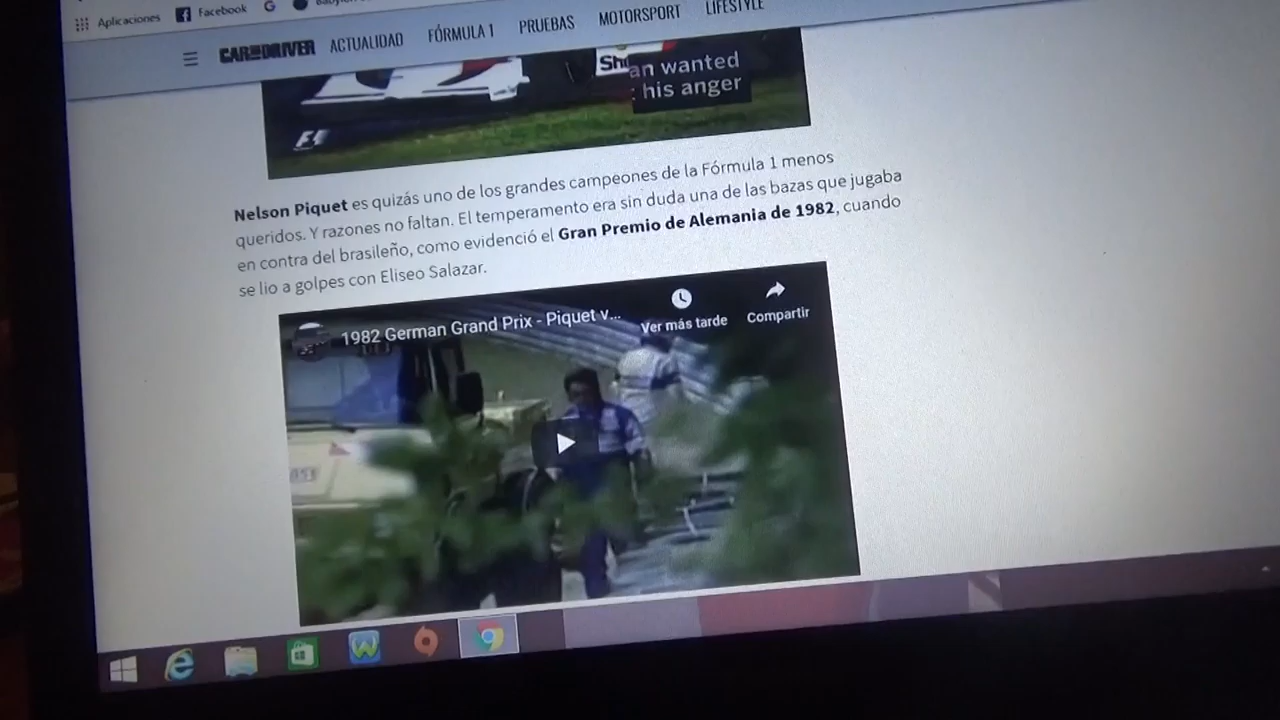 Aplicaciones Facebook
CAR AND DRIVER ACTUALIDAD FÓRMULA 1 PRUEBAS MOTORSPORT LIFESTYLE
an wanted
his anger
F1
Nelson Piquet es quizás uno de los grandes campeones de la Fórmula 1 menos
queridos. Y razones no faltan. El temperamento era sin duda una de las bazas que jugaba
en contra del brasileño, como evidenció el Gran Premio de Alemania de 1982, cuando
se lio a golpes con Eliseo Salazar.
1982 German Grand Prix - Piquet v...
Ver más tarde
Compartir